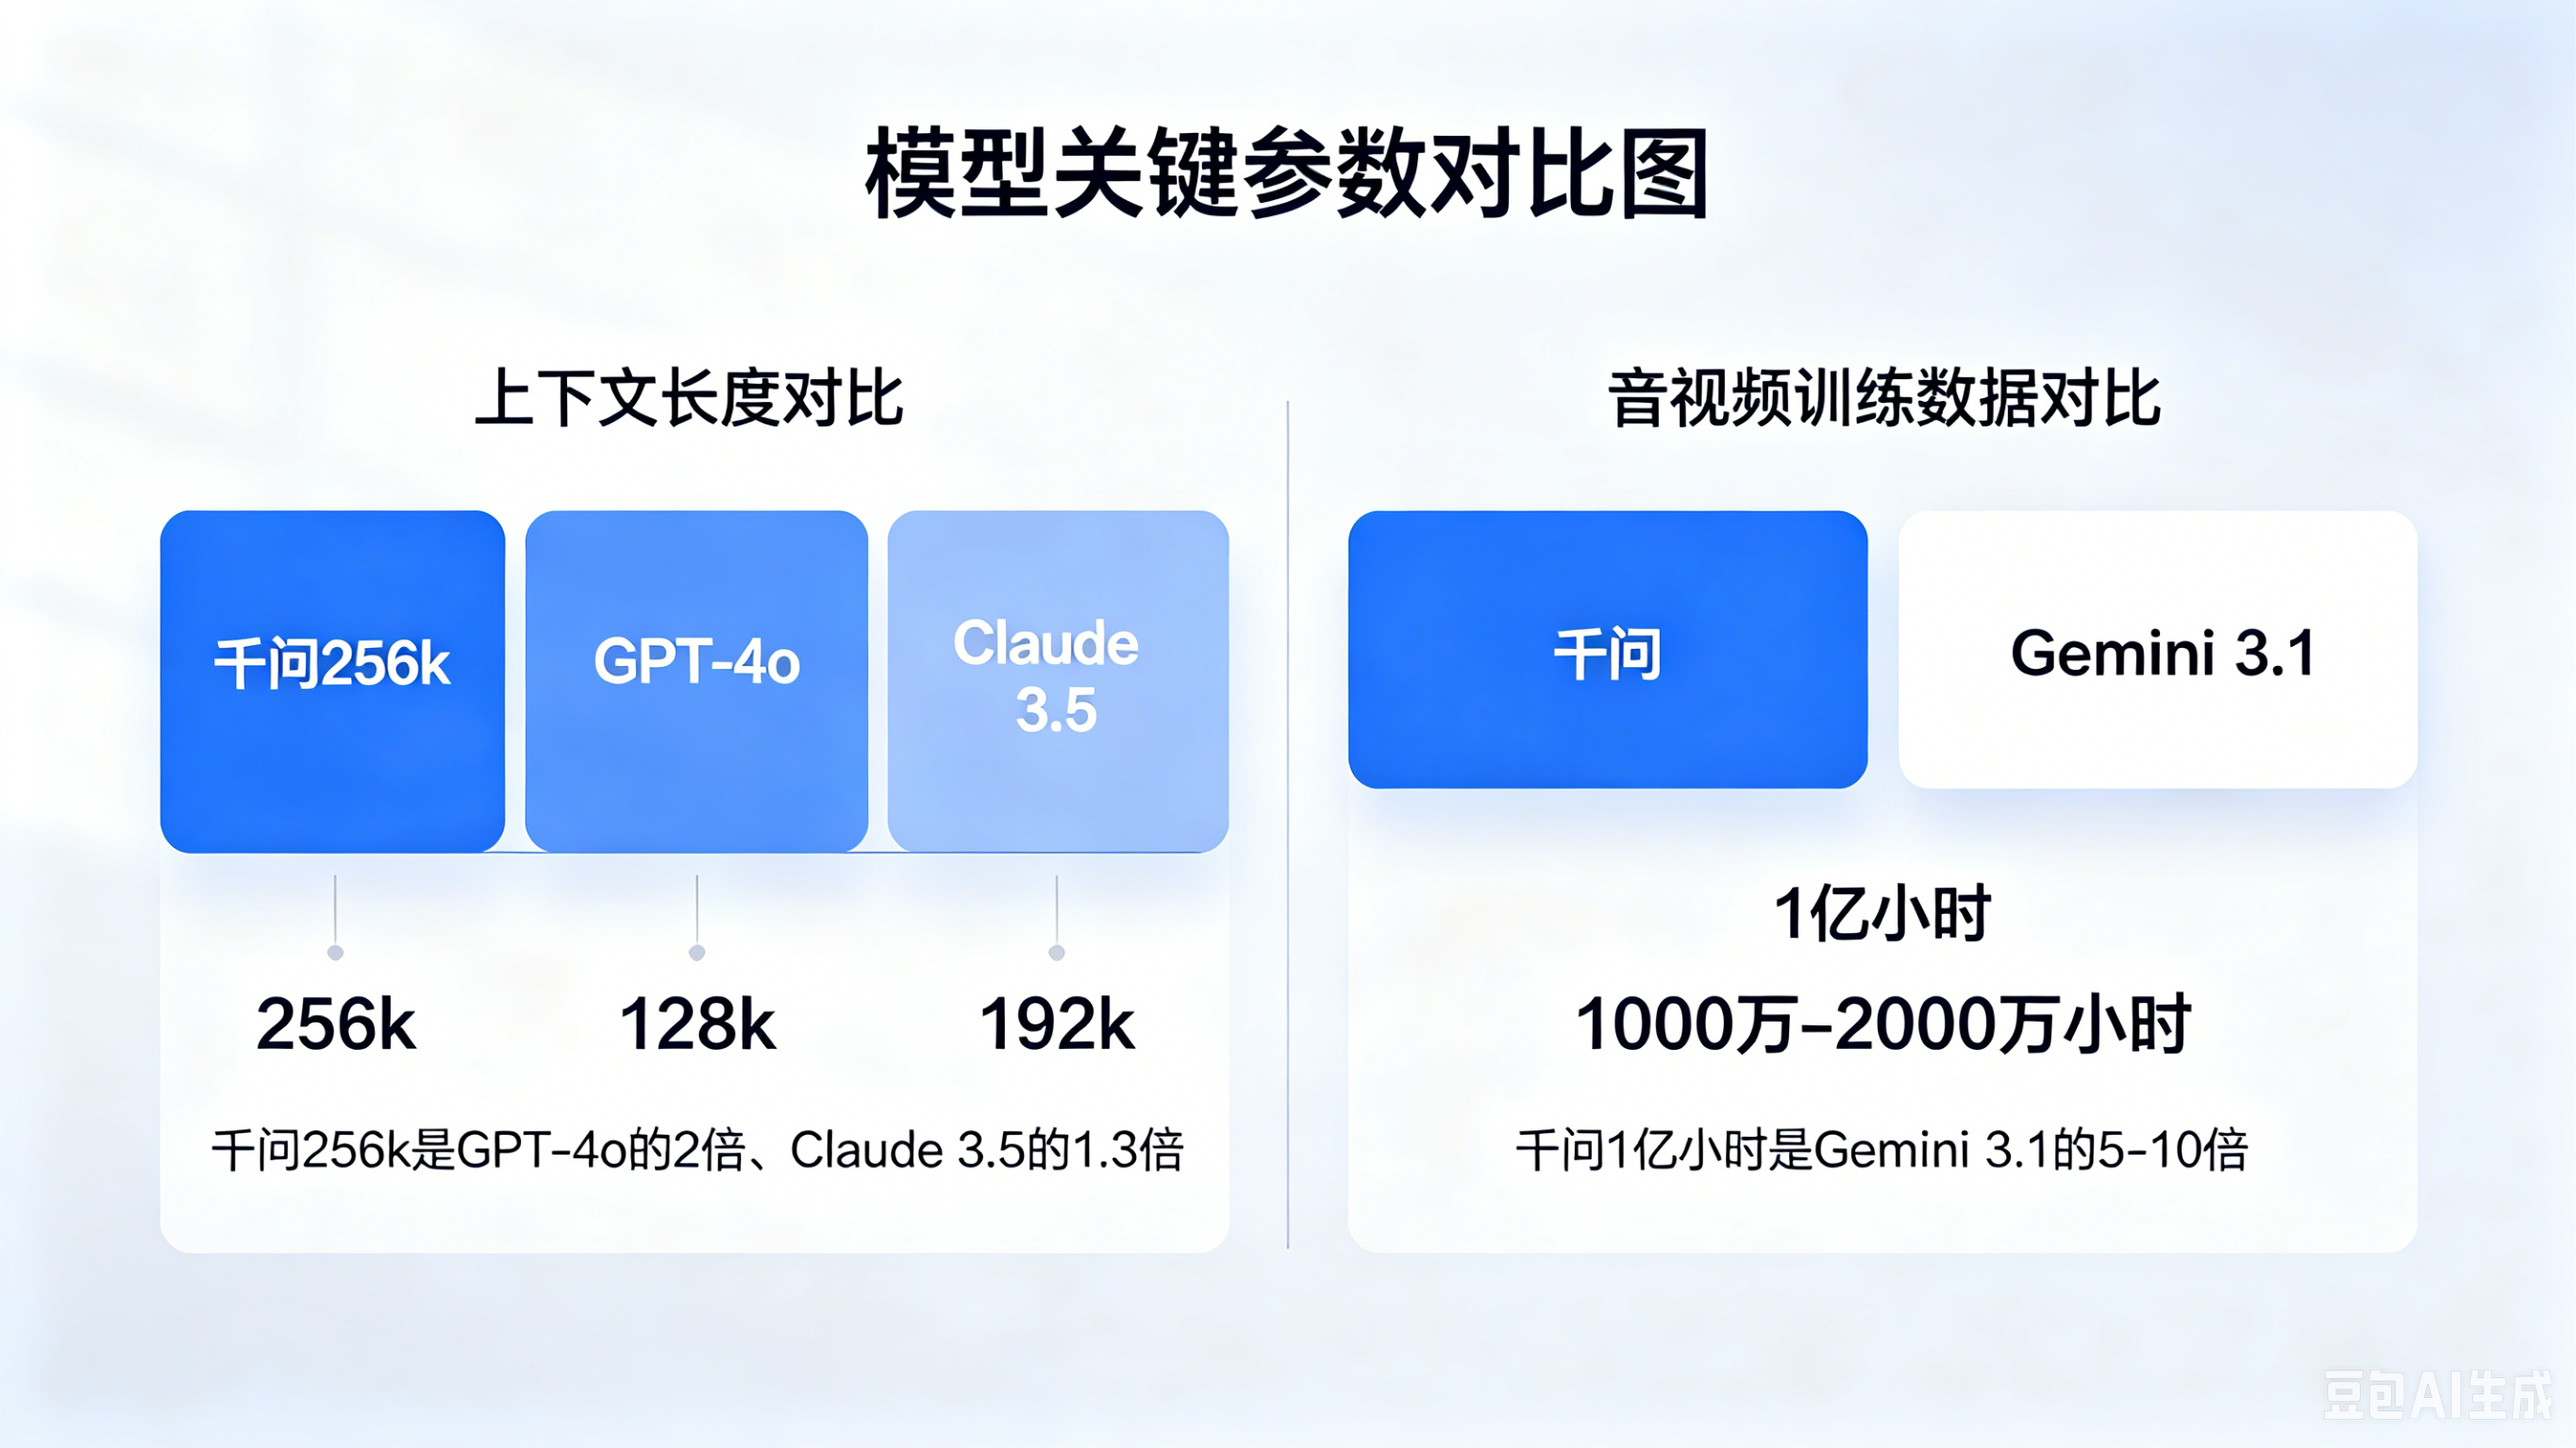 模型关键参数对比图
上下文长度对比
千问256k
GPT-4o
Claude
3.5
256k
128k
192k
千问256k是GPT-4o的2倍、Claude 3.5的1.3倍
音视频训练数据对比
千问
Gemini 3.1
1亿小时
1000万-2000万小时
千问1亿小时是Gemini 3.1的5-10倍
豆包AI生成